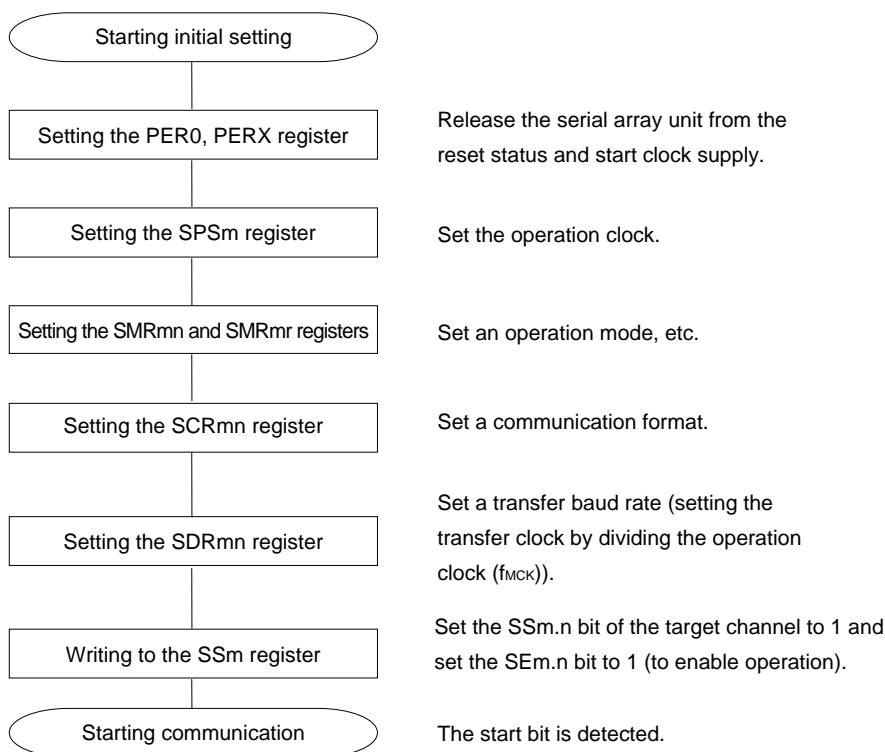 Starting initial setting
Setting the PER0, PERX register
Release the serial array unit from the
reset status and start clock supply.
Setting the SPSm register
Set the operation clock.
Setting the SMRmn and SMRmr registers
Set an operation mode, etc.
Setting the SCRmn register
Set a communication format.
Setting the SDRmn register
Set a transfer baud rate (setting the
transfer clock by dividing the operation
clock (fMCK)).
Writing to the SSm register
Set the SSm.n bit of the target channel to 1 and
set the SEm.n bit to 1 (to enable operation).
Starting communication
The start bit is detected.